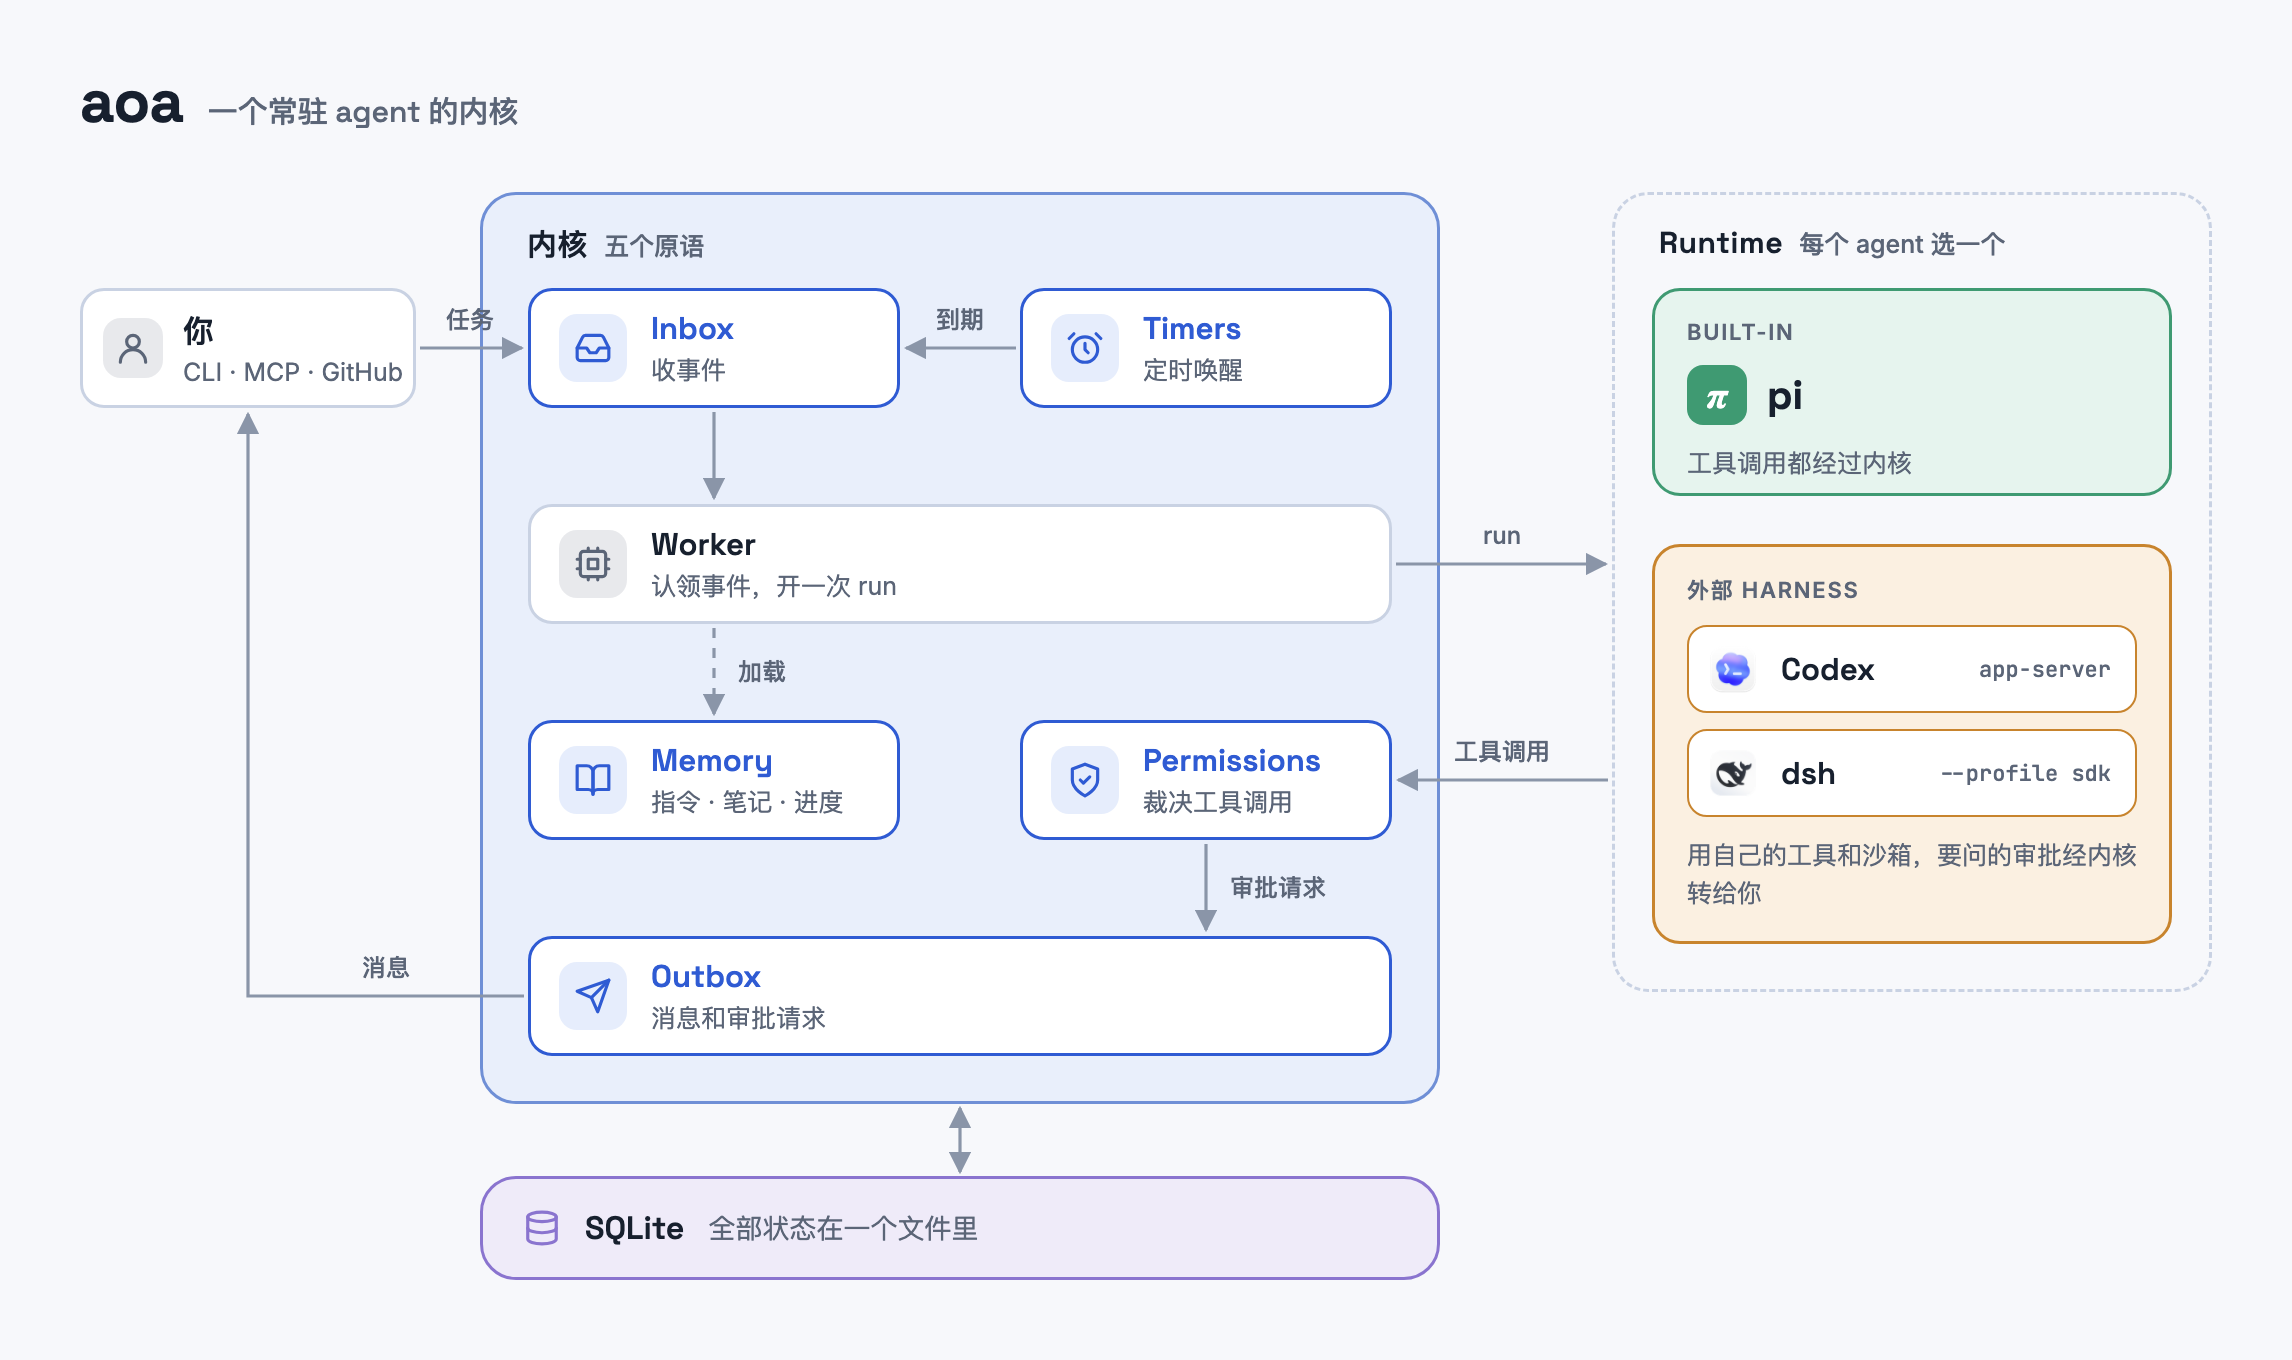 aoa 一个常驻 agent 的内核
内核 五个原语
Runtime 每个 agent 选一个
你
CLI · MCP · GitHub
任务
Inbox
收事件
到期
Timers
定时唤醒
BUILT-IN
π pi
工具调用都经过内核
Worker
认领事件，开一次 run
run
外部 HARNESS
Codex app-server
dsh --profile sdk
用自己的工具和沙箱，要问的审批经内核
转给你
加载
Memory
指令 · 笔记 · 进度
Permissions
裁决工具调用
工具调用
审批请求
消息
Outbox
消息和审批请求
SQLite 全部状态在一个文件里